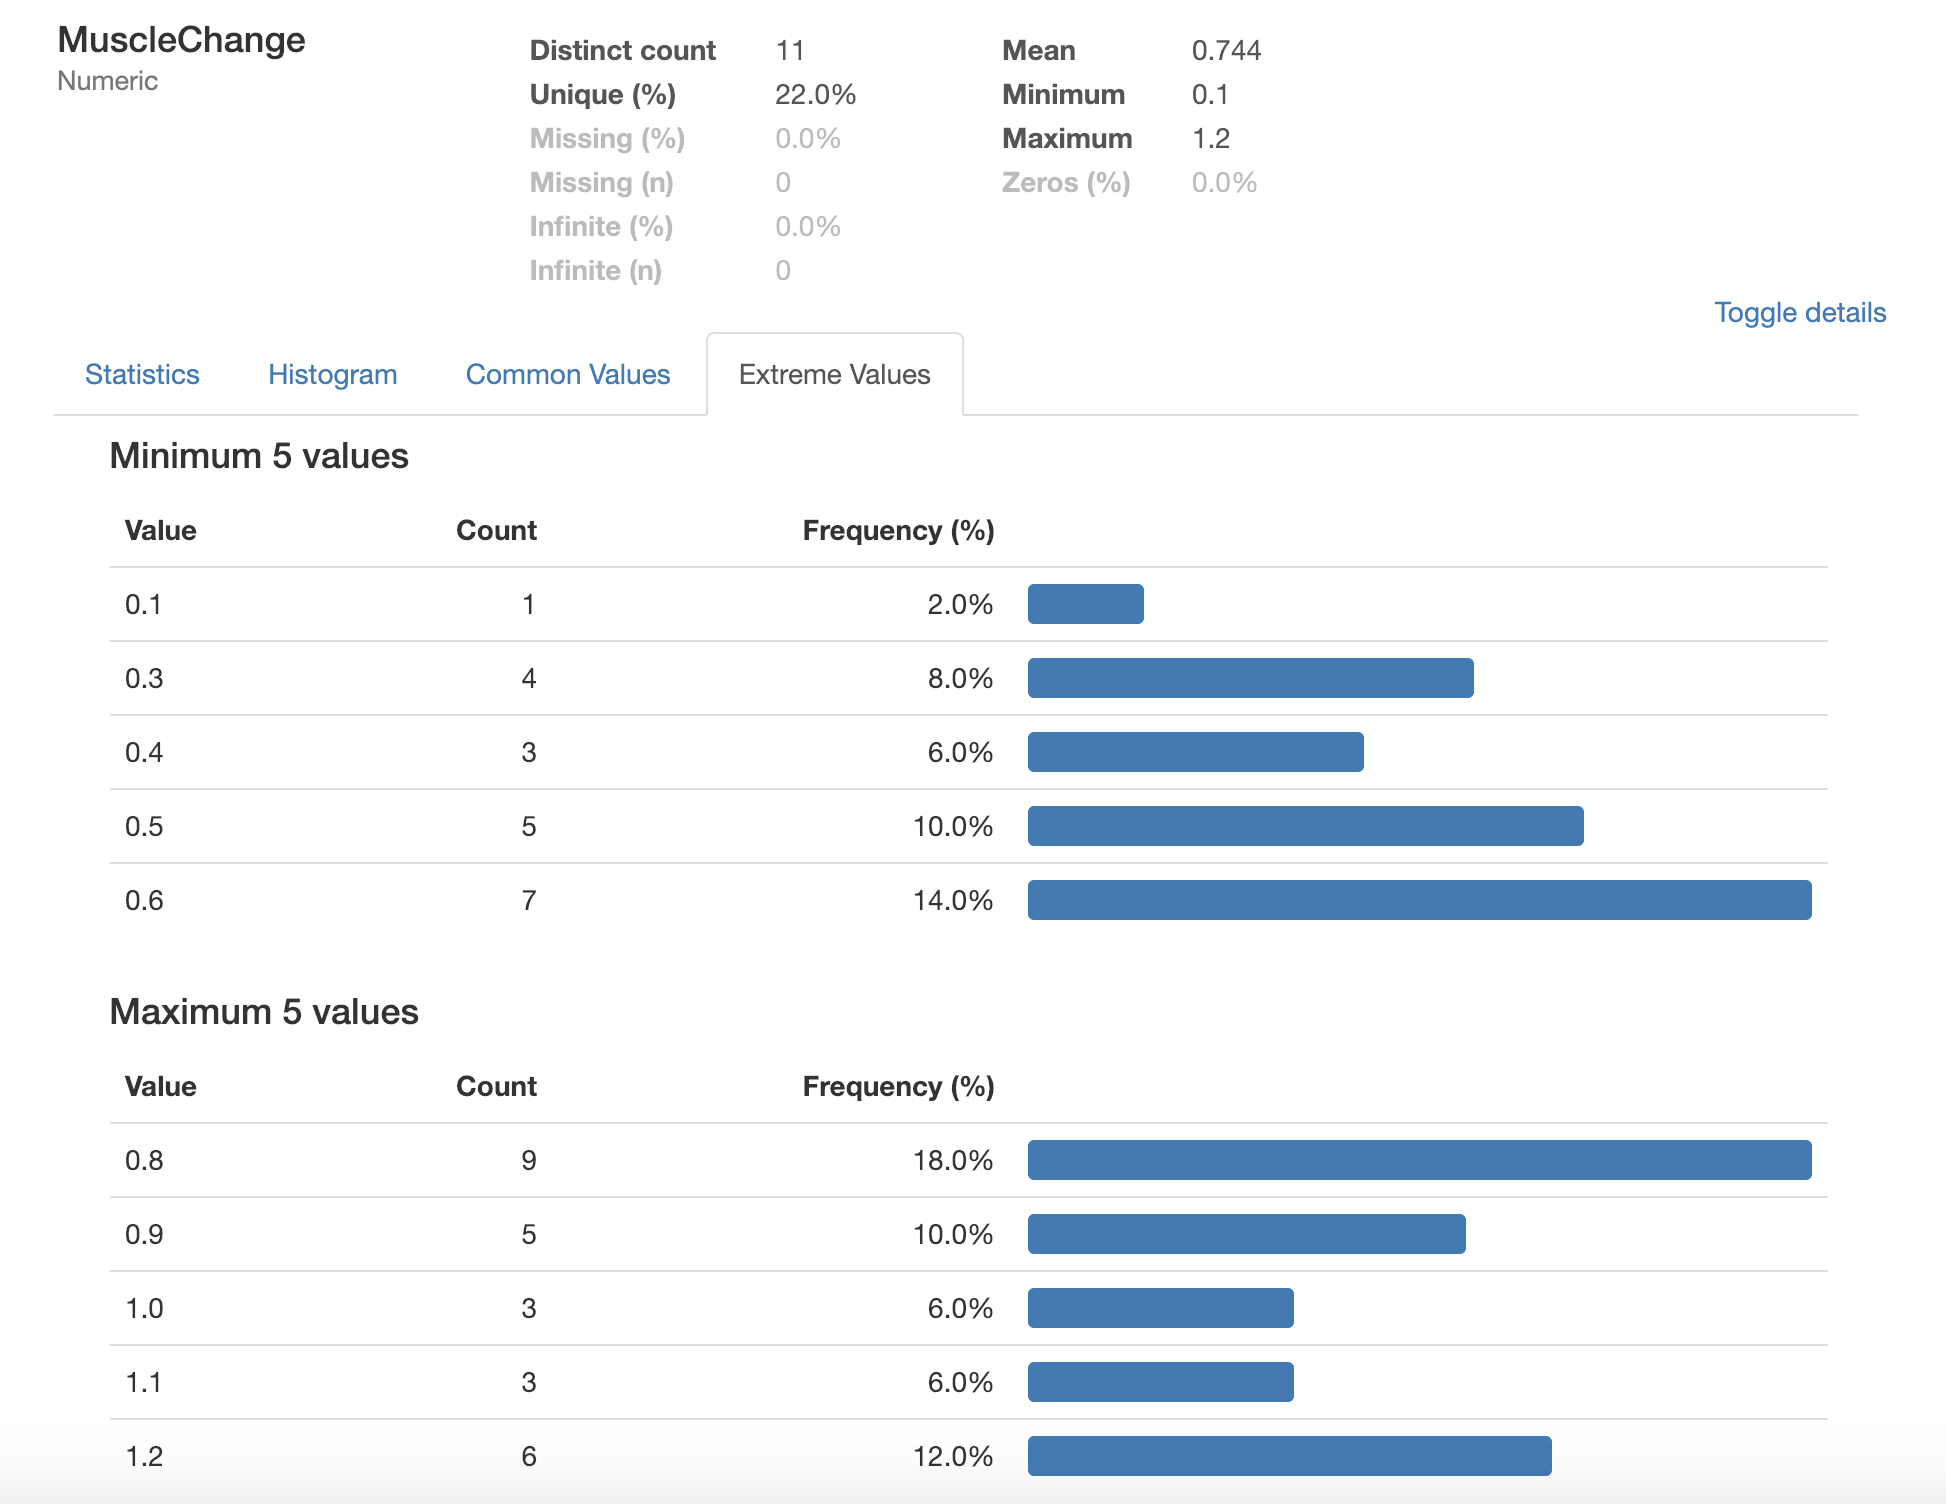 MuscleChange
Numeric
Distinct count 11
Unique (%) 22.0%
Missing (%) 0.0%
Missing (n) 0
Infinite (%) 0.0%
Infinite (n) 0
Mean 0.744
Minimum 0.1
Maximum 1.2
Zeros (%) 0.0%
Toggle details
Statistics Histogram Common Values Extreme Values
Minimum 5 values
Value Count Frequency (%)
0.1 1 2.0%
0.3 4 8.0%
0.4 3 6.0%
0.5 5 10.0%
0.6 7 14.0%
Maximum 5 values
Value Count Frequency (%)
0.8 9 18.0%
0.9 5 10.0%
1.0 3 6.0%
1.1 3 6.0%
1.2 6 12.0%